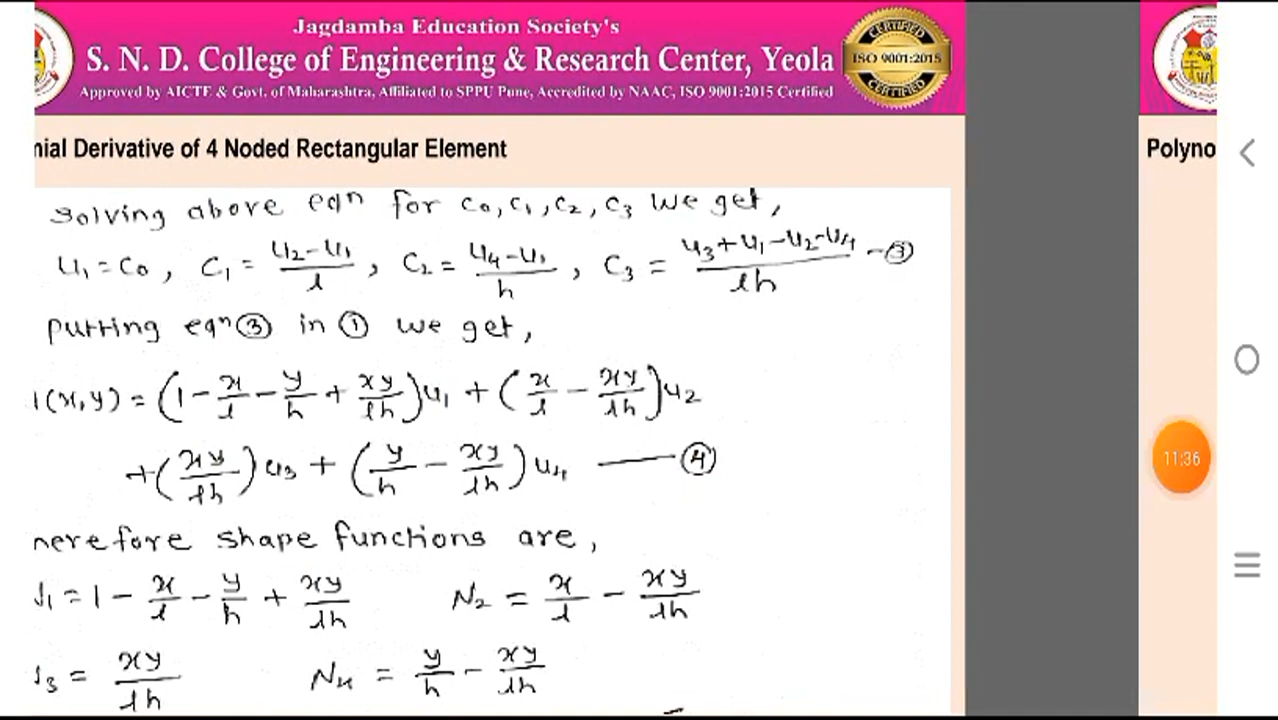 Jagdamba Education Society's
S. N. D. College of Engineering & Research Center, Yeola
Approved by AICTE & Govt. of Maharashtra, Affiliated to SPPU Pune, Accredited by NAAC, ISO 9001:2015 Certified
CERTIFIED
ISO 9001:2015
CERTIFIED
nial Derivative of 4 Noded Rectangular Element
Polyno
Solving above eqn for c0, c1, c2, c3 we get,
u1 = c0, c1 = (u2 - u1)/l, c2 = (u4 - u1)/h, c3 = (u3 + u1 - u2 - u4)/lh - ③
putting eqn ③ in ① we get,
(x,y) = (1 - x/l - y/h + xy/lh)u1 + (x/l - xy/lh)u2
+ (xy/lh)u3 + (y/h - xy/lh)u4 — ④
herefore shape functions are,
1 = 1 - x/l - y/h + xy/lh N2 = x/l - xy/lh
3 = xy/lh N4 = y/h - xy/lh
11:36